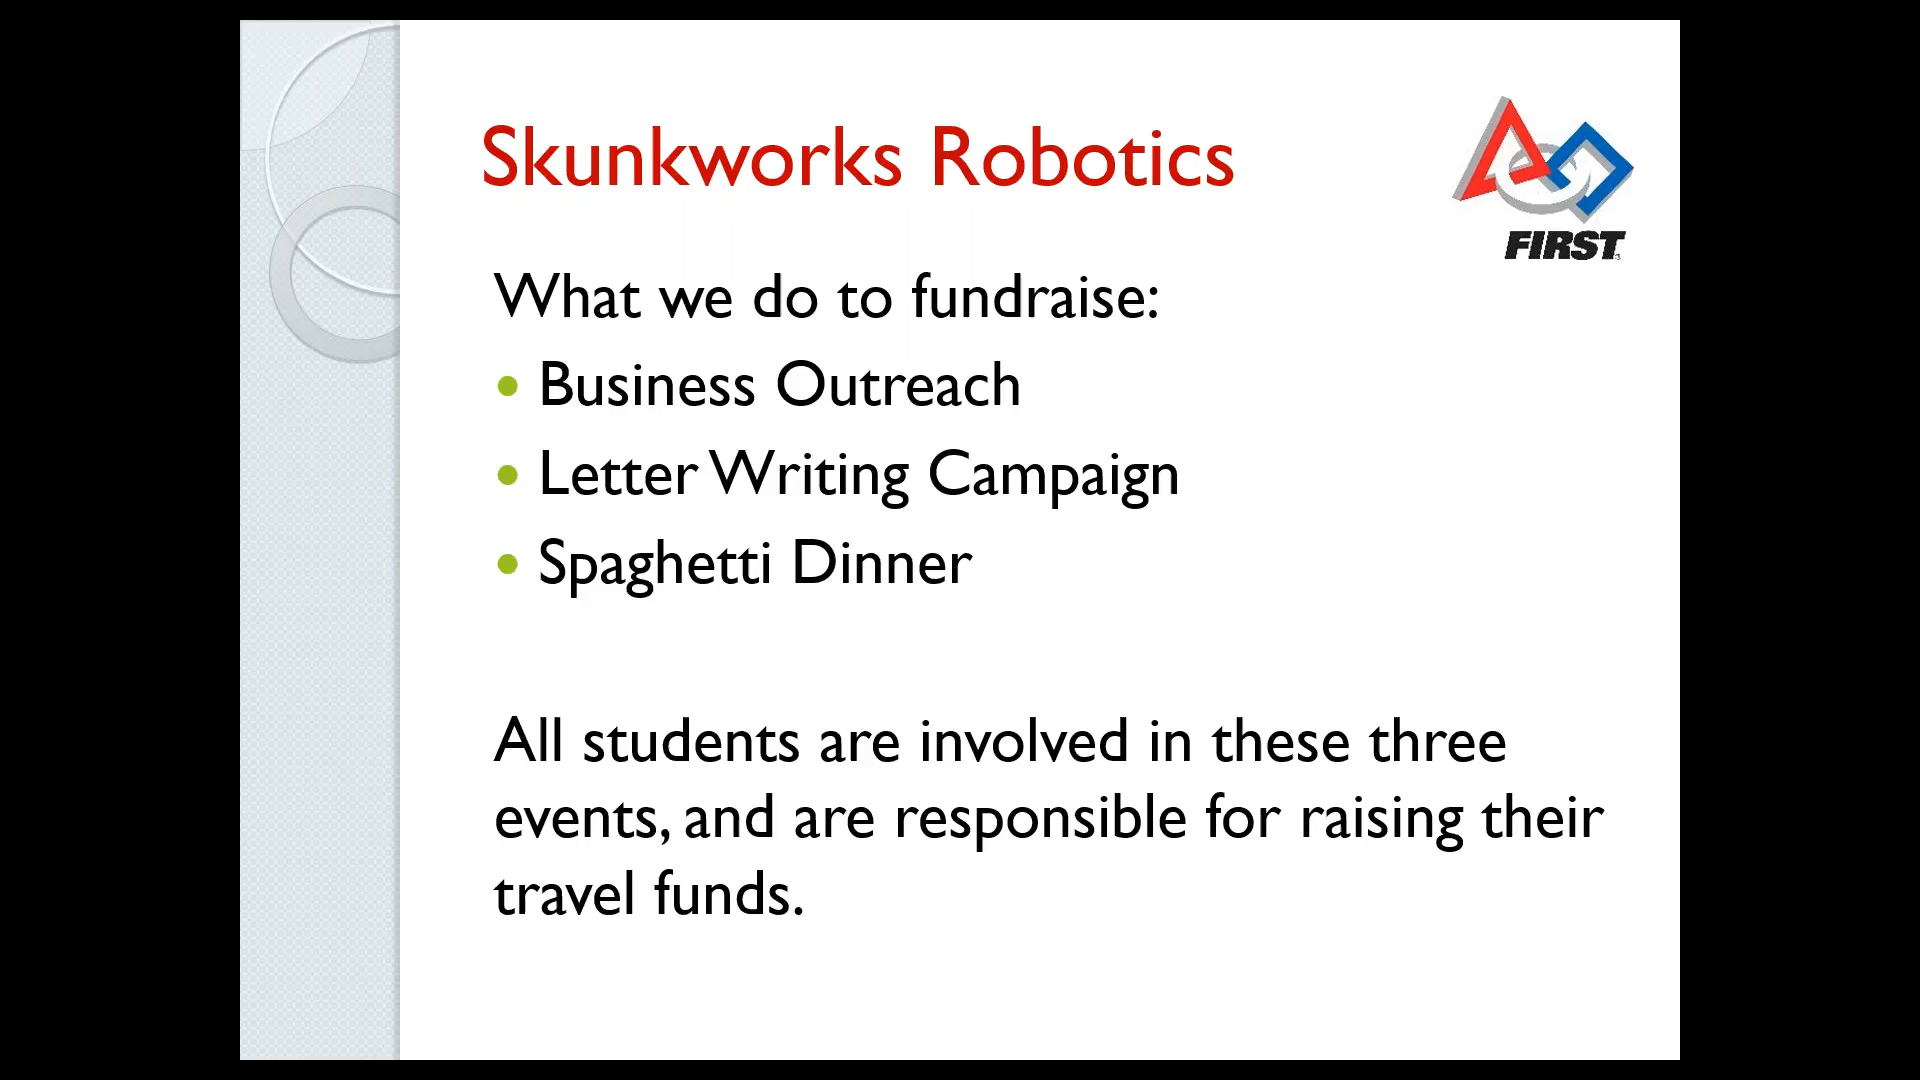 Skunkworks Robotics
FIRST
What we do to fundraise:
Business Outreach
Letter Writing Campaign
Spaghetti Dinner
All students are involved in these three
events, and are responsible for raising their
travel funds.